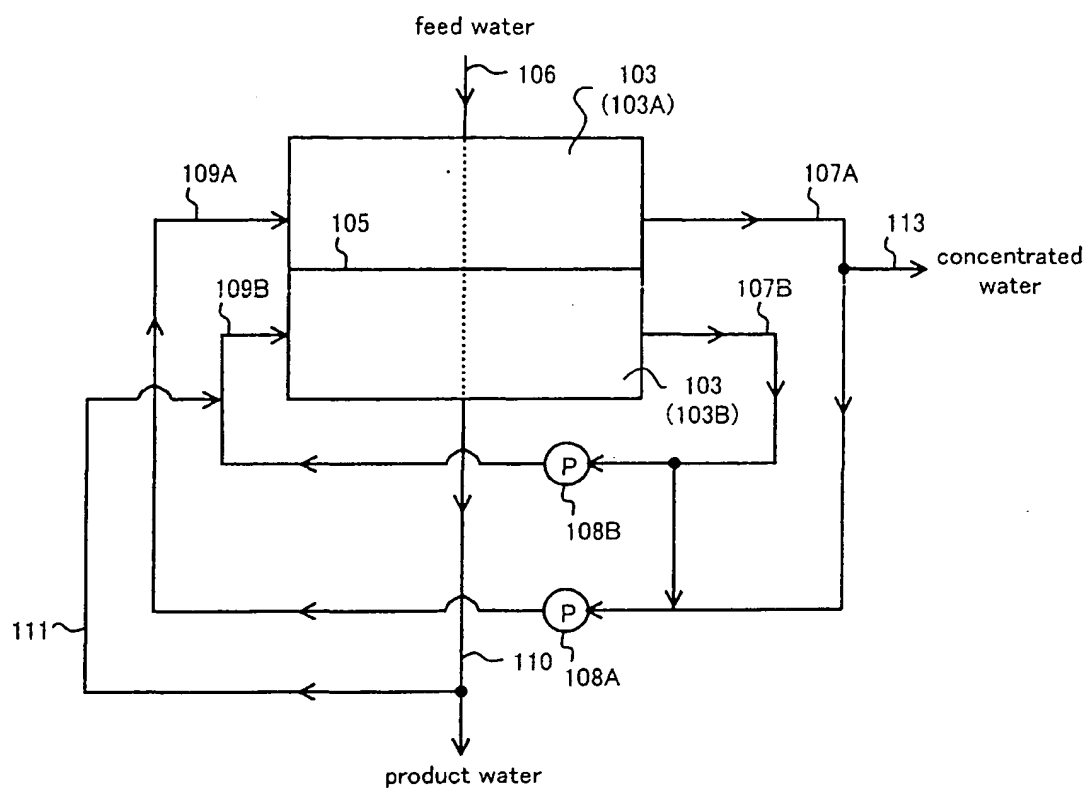 feed water
106
103
(103A)
109A
107A
105
113
concentrated
water
109B
107B
103
(103B)
P
108B
P
111
110
108A
product water